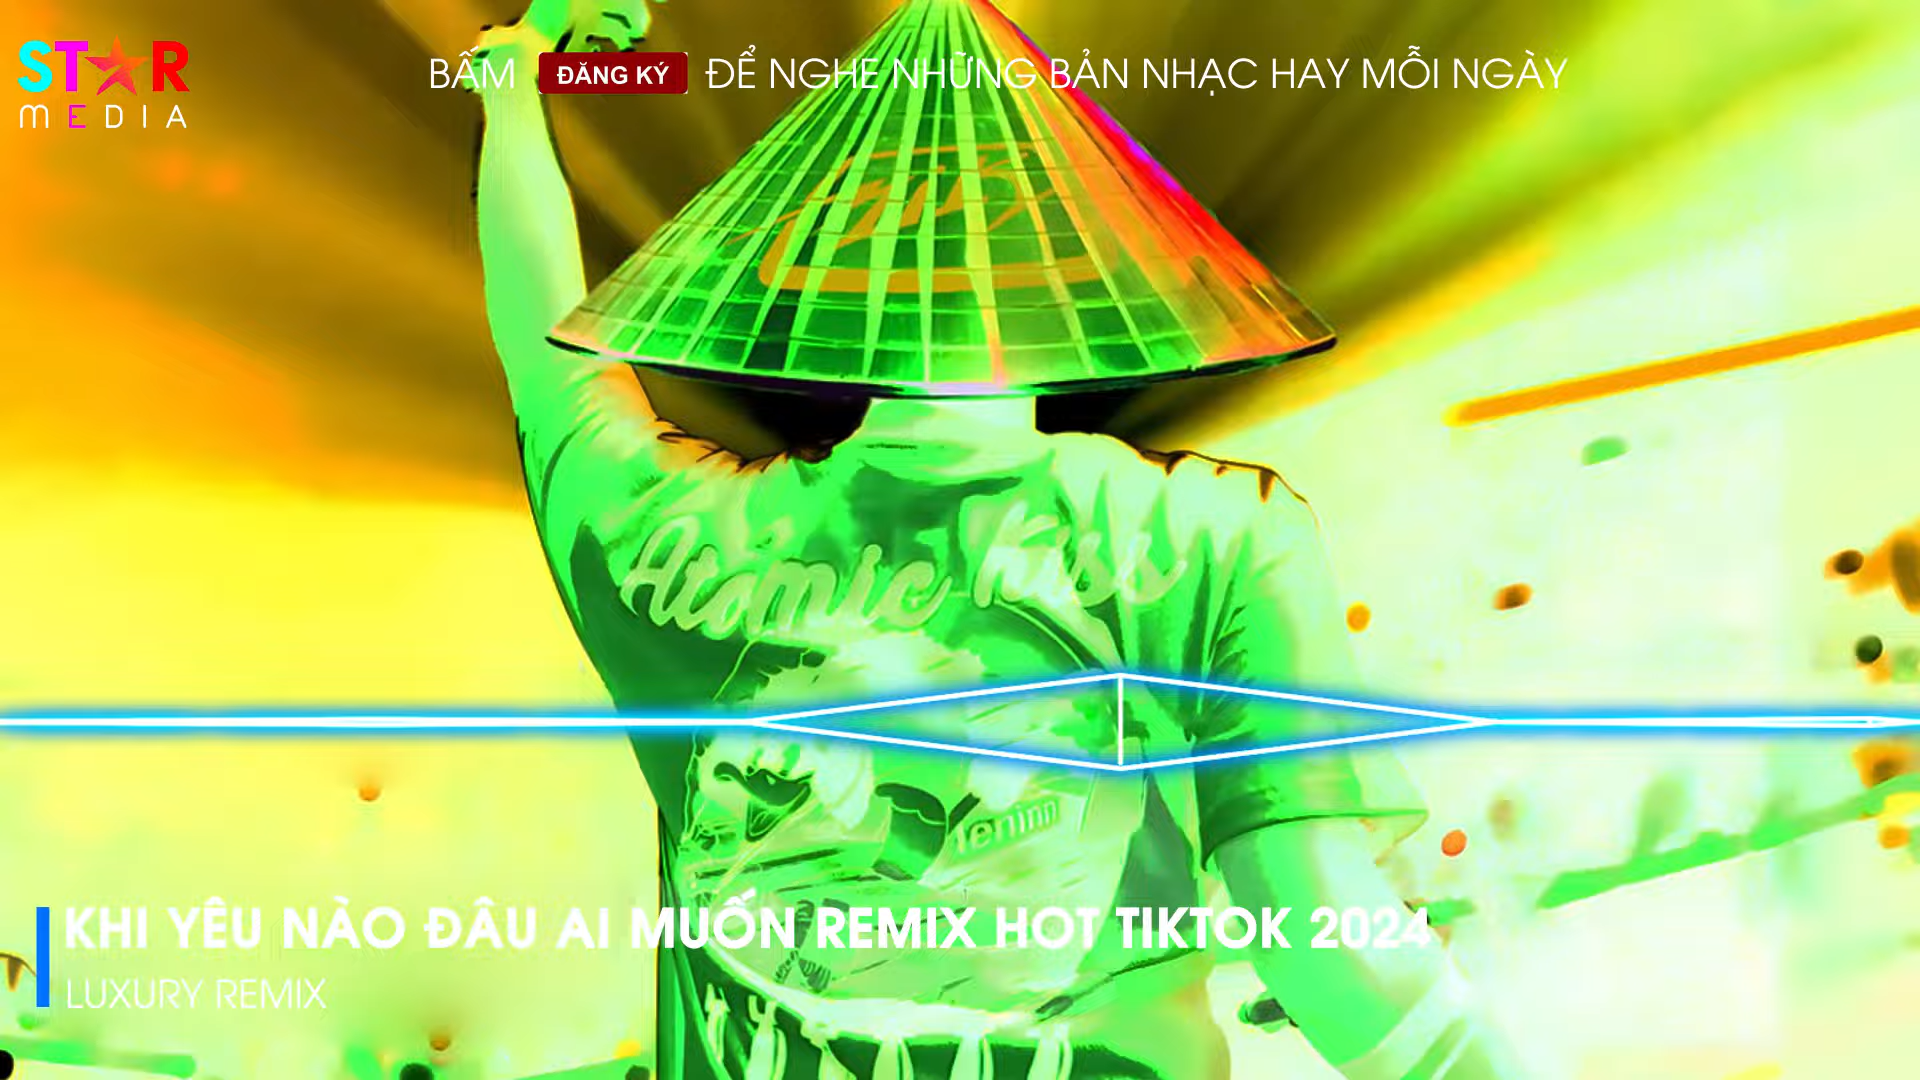 STAR
MEDIA
BẤM ĐĂNG KÝ ĐỂ NGHE NHỮNG BẢN NHẠC HAY MỖI NGÀY
Atomic Kiss
KHI YÊU NÀO ĐÂU AI MUỐN REMIX HOT TIKTOK 2024
LUXURY REMIX